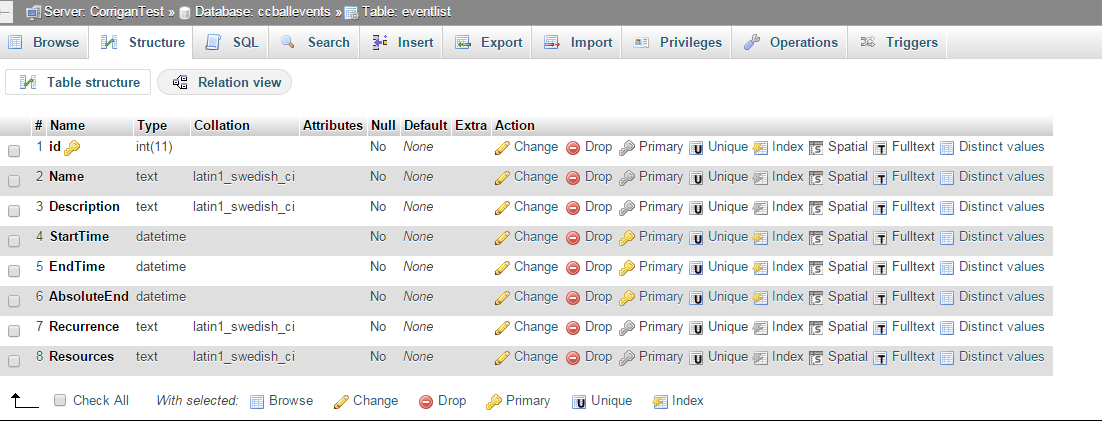 Server: CorriganTest » Database: ccballevents » Table: eventlist
Browse Structure SQL Search Insert Export Import Privileges Operations Triggers
Table structure Relation view
# Name Type Collation Attributes Null Default Extra Action
1 id int(11) No None Change Drop Primary Unique Index Spatial Fulltext Distinct values
2 Name text latin1_swedish_ci No None Change Drop Primary Unique Index Spatial Fulltext Distinct values
3 Description text latin1_swedish_ci No None Change Drop Primary Unique Index Spatial Fulltext Distinct values
4 StartTime datetime No None Change Drop Primary Unique Index Spatial Fulltext Distinct values
5 EndTime datetime No None Change Drop Primary Unique Index Spatial Fulltext Distinct values
6 AbsoluteEnd datetime No None Change Drop Primary Unique Index Spatial Fulltext Distinct values
7 Recurrence text latin1_swedish_ci No None Change Drop Primary Unique Index Spatial Fulltext Distinct values
8 Resources text latin1_swedish_ci No None Change Drop Primary Unique Index Spatial Fulltext Distinct values
Check All With selected: Browse Change Drop Primary Unique Index